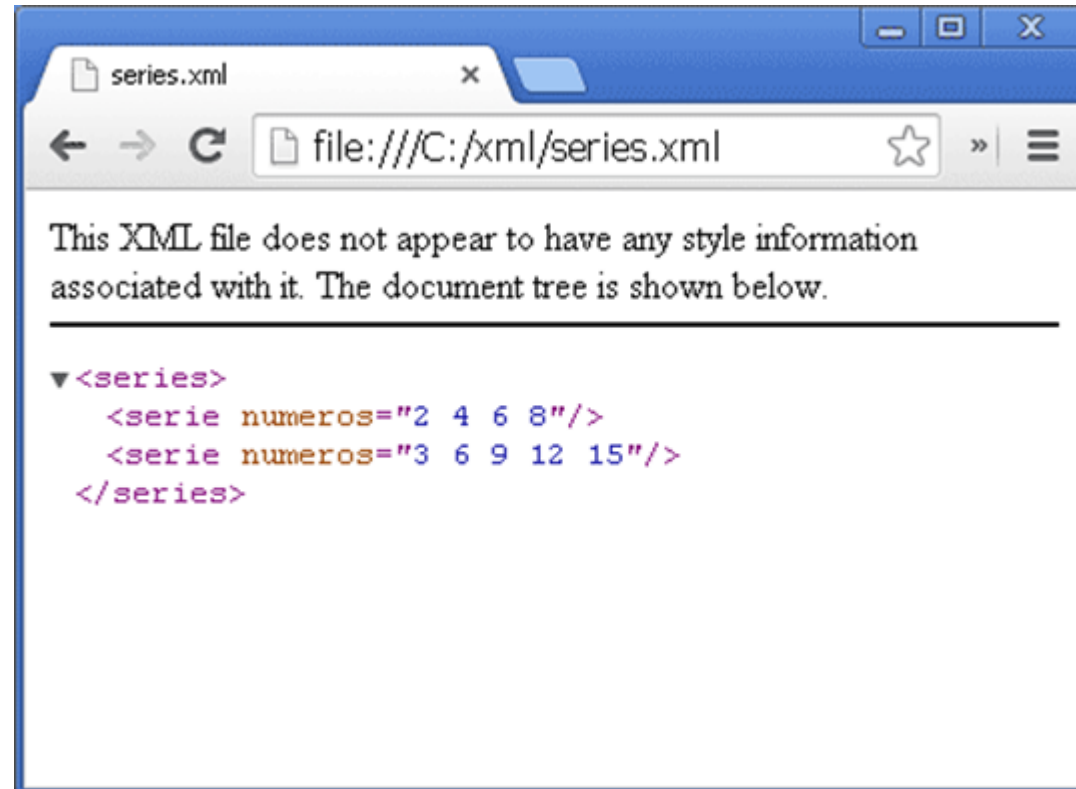 series.xml
file:///C:/xml/series.xml
This XML file does not appear to have any style information
associated with it. The document tree is shown below.
<series>
<serie numeros="2 4 6 8"/>
<serie numeros="3 6 9 12 15"/>
</series>